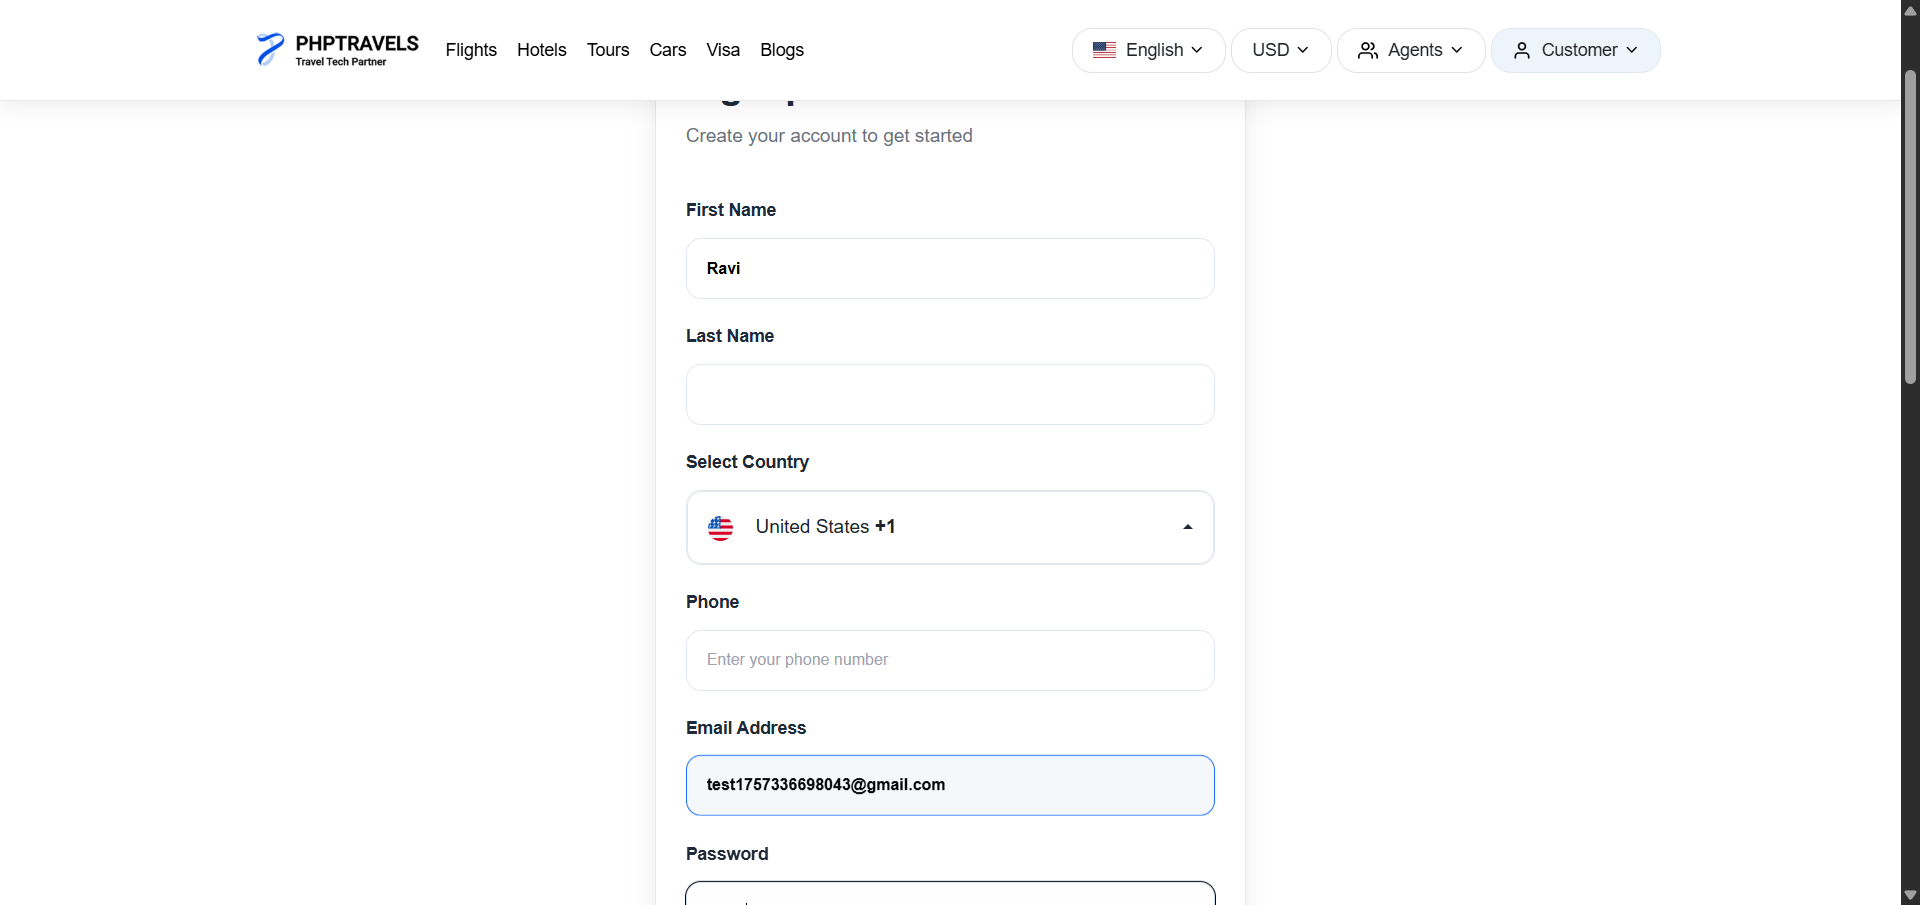 PHPTRAVELS
Travel Tech Partner
Flights Hotels Tours Cars Visa Blogs
English USD Agents Customer
Create your account to get started
First Name
Ravi
Last Name
Select Country
United States +1
Phone
Enter your phone number
Email Address
test1757336698043@gmail.com
Password